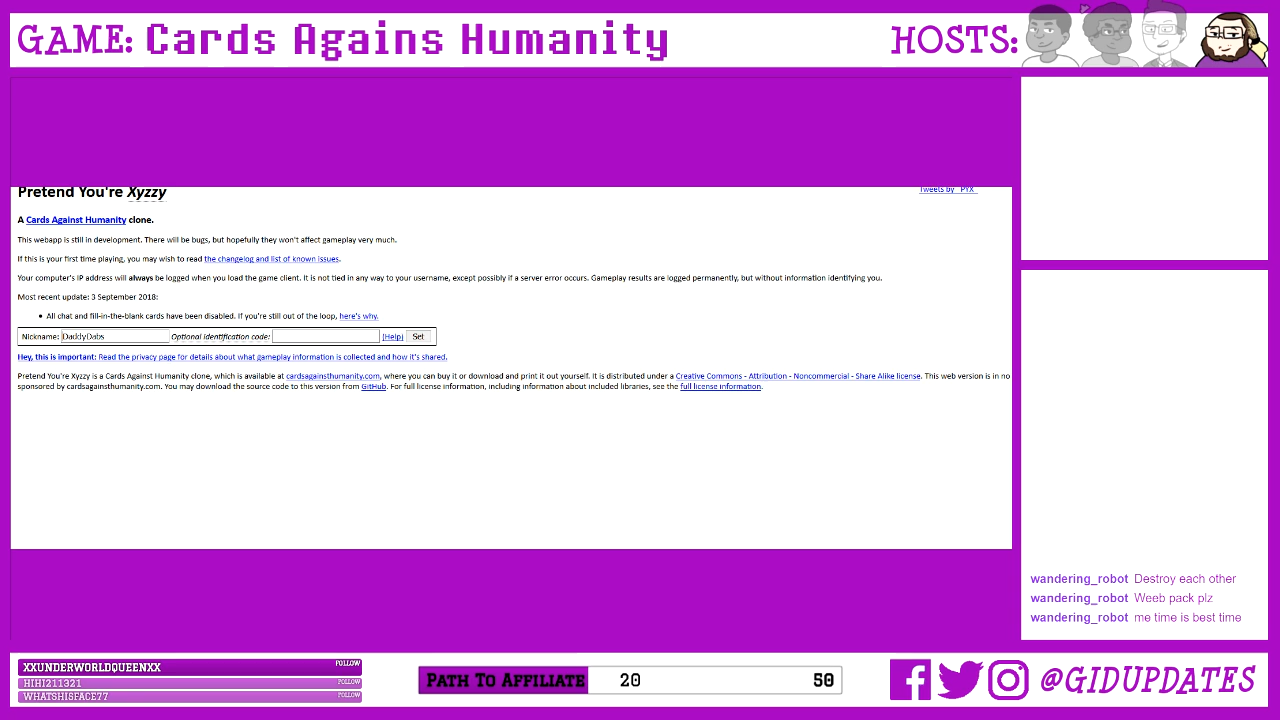 GAME: Cards Agains Humanity
HOSTS:
Pretend You're Xyzzy
Tweets by _PYX_
A Cards Against Humanity clone.
This webapp is still in development. There will be bugs, but hopefully they won't affect gameplay very much.
If this is your first time playing, you may wish to read the changelog and list of known issues.
Your computer's IP address will always be logged when you load the game client. It is not tied in any way to your username, except possibly if a server error occurs. Gameplay results are logged permanently, but without information identifying you.
Most recent update: 3 September 2018:
• All chat and fill-in-the-blank cards have been disabled. If you're still out of the loop, here's why.
Nickname: DaddyDabs Optional identification code: (Help) Set
Hey, this is important: Read the privacy page for details about what gameplay information is collected and how it's shared.
Pretend You're Xyzzy is a Cards Against Humanity clone, which is available at cardsagainsthumanity.com, where you can buy it or download and print it out yourself. It is distributed under a Creative Commons - Attribution - Noncommercial - Share Alike license. This web version is in no
sponsored by cardsagainsthumanity.com. You may download the source code to this version from GitHub. For full license information, including information about included libraries, see the full license information.
wandering_robot Destroy each other
wandering_robot Weeb pack plz
wandering_robot me time is best time
XXUNDERWORLDQUEENXX FOLLOW
HIHI211321 FOLLOW
WHATSHISFACE77 FOLLOW
PATH TO AFFILIATE 20 50
@GIDUPDATES